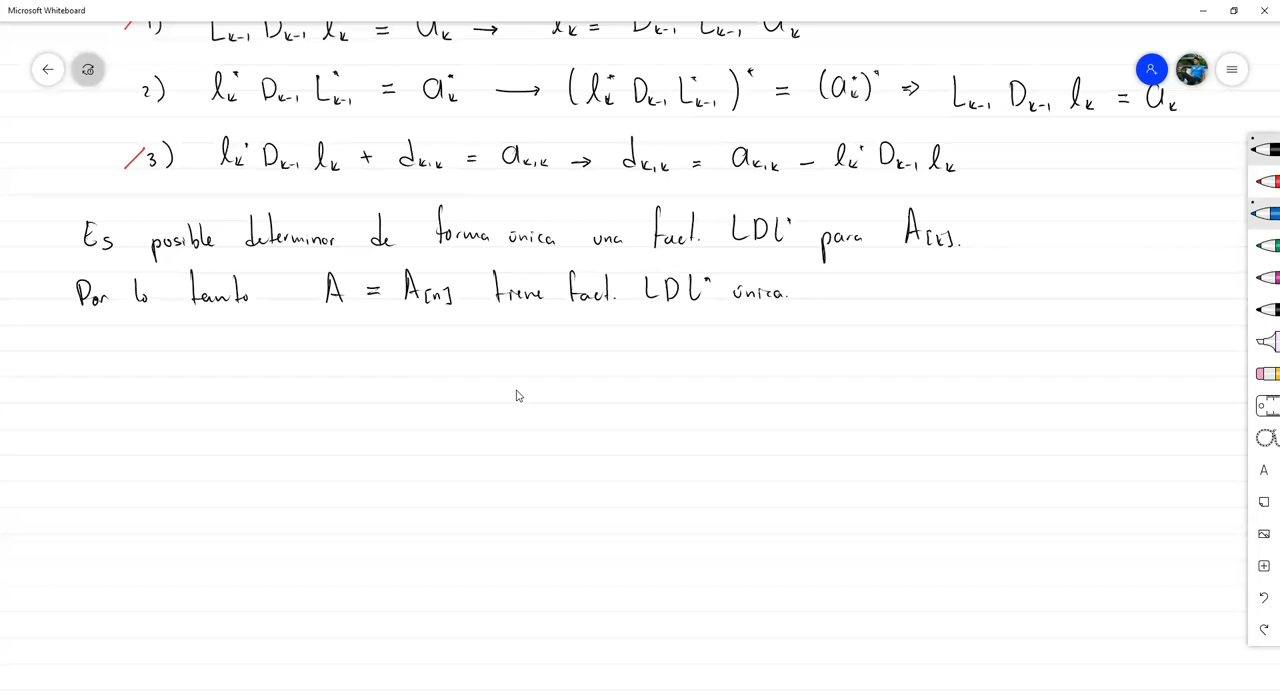 Microsoft Whiteboard
1) L_{k-1} D_{k-1} l_k = a_k → l_k = D_{k-1} L_{k-1} a_k
2) l_k^* D_{k-1} L_{k-1}^* = a_k^* → (l_k^* D_{k-1} L_{k-1}^*)^* = (a_k^*)^* ⇒ L_{k-1} D_{k-1} l_k = a_k
3) l_k^* D_{k-1} l_k + d_{k,k} = a_{k,k} → d_{k,k} = a_{k,k} - l_k^* D_{k-1} l_k
Es posible determinar de forma única una fact. LDL^* para A_{[k]}.
Por lo tanto A = A_{[n]} tiene fact. LDL^* única.
A